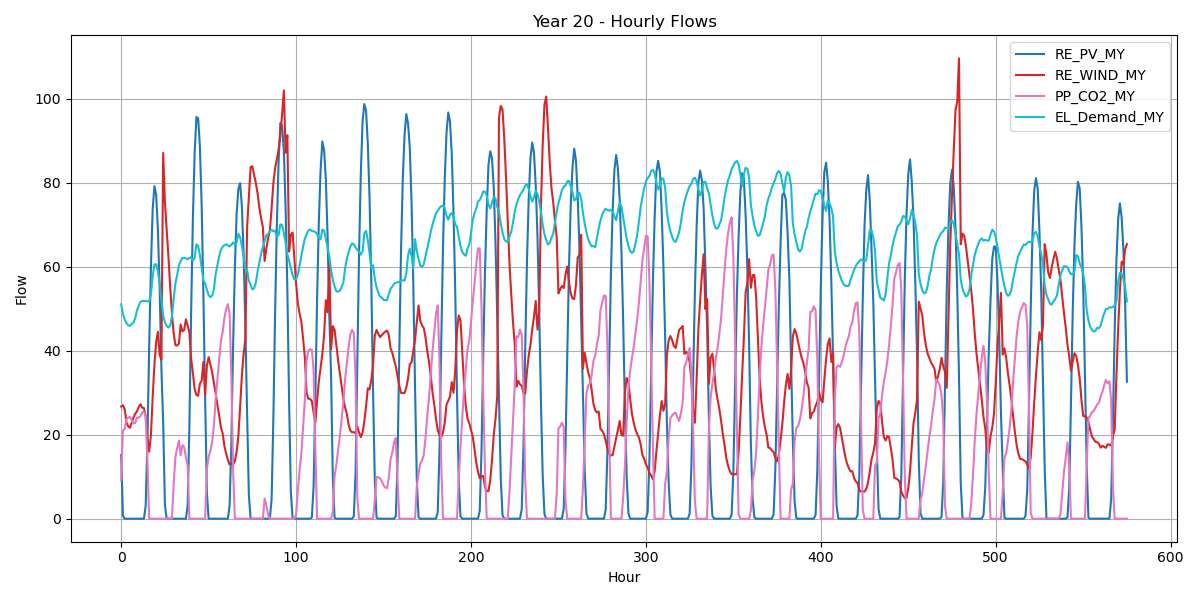 Year 20 - Hourly Flows
RE_PV_MY
RE_WIND_MY
PP_CO2_MY
EL_Demand_MY
Flow
100
80
60
40
20
0
0 100 200 300 400 500 600
Hour